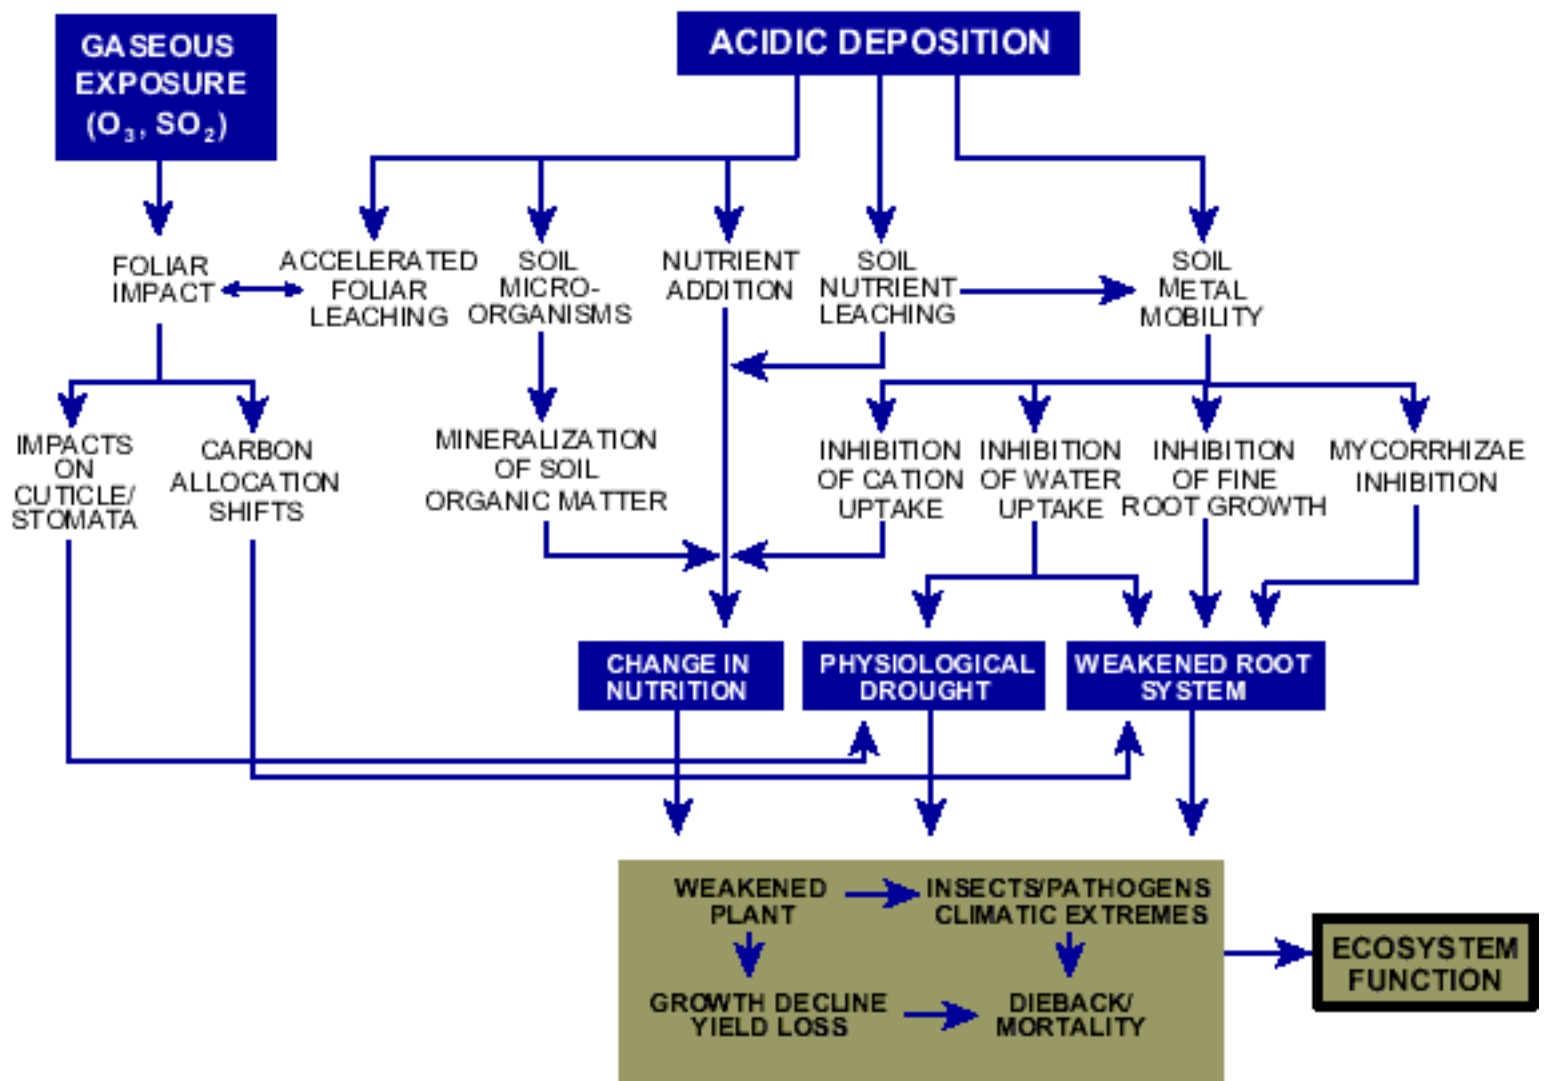 GASEOUS
EXPOSURE
(O₃, SO₂)
ACIDIC DEPOSITION
FOLIAR
IMPACT
ACCELERATED
FOLIAR
LEACHING
SOIL
MICRO-
ORGANISMS
NUTRIENT
ADDITION
SOIL
NUTRIENT
LEACHING
SOIL
METAL
MOBILITY
IMPACTS
ON
CUTICLE/
STOMATA
CARBON
ALLOCATION
SHIFTS
MINERALIZATION
OF SOIL
ORGANIC MATTER
INHIBITION
OF CATION
UPTAKE
INHIBITION
OF WATER
UPTAKE
INHIBITION
OF FINE
ROOT GROWTH
MYCORRHIZAE
INHIBITION
CHANGE IN
NUTRITION
PHYSIOLOGICAL
DROUGHT
WEAKENED ROOT
SYSTEM
WEAKENED
PLANT
INSECTS/PATHOGENS
CLIMATIC EXTREMES
GROWTH DECLINE
YIELD LOSS
DIEBACK/
MORTALITY
ECOSYSTEM
FUNCTION